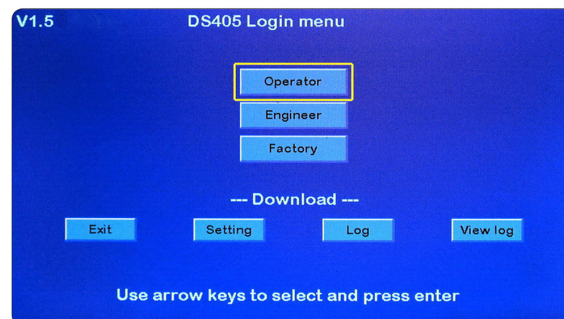 V1.5 DS405 Login menu
Operator
Engineer
Factory
--- Download ---
Exit Setting Log View log
Use arrow keys to select and press enter